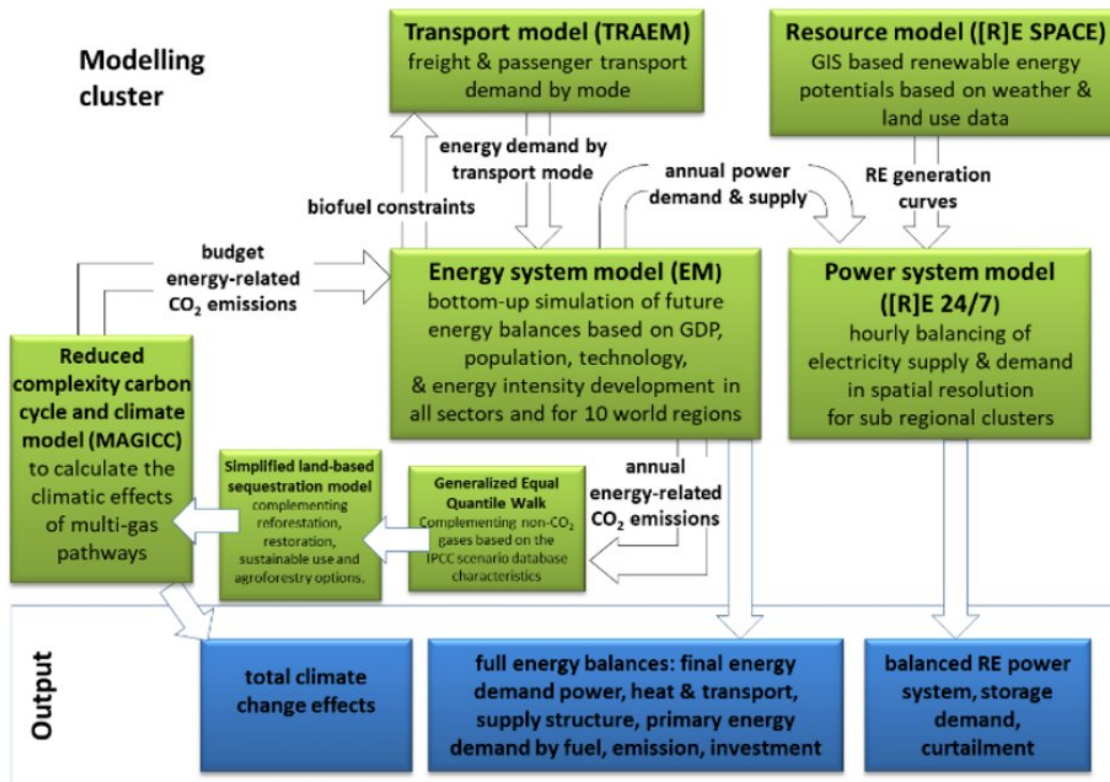 Modelling
cluster
Transport model (TRAEM)
freight & passenger transport
demand by mode
Resource model ([R]E SPACE)
GIS based renewable energy
potentials based on weather &
land use data
energy demand by
transport mode
biofuel constraints
annual power
demand & supply
RE generation
curves
budget
energy-related
CO₂ emissions
Energy system model (EM)
bottom-up simulation of future
energy balances based on GDP,
population, technology,
& energy intensity development in
all sectors and for 10 world regions
Power system model
([R]E 24/7)
hourly balancing of
electricity supply & demand
in spatial resolution
for sub regional clusters
Reduced
complexity carbon
cycle and climate
model (MAGICC)
to calculate the
climatic effects
of multi-gas
pathways
Simplified land-based
sequestration model
complementing
reforestation,
restoration,
sustainable use and
agroforestry options.
Generalized Equal
Quantile Walk
Complementing non-CO₂
gases based on the
IPCC scenario database
characteristics
annual
energy-related
CO₂ emissions
Output
total climate
change effects
full energy balances: final energy
demand power, heat & transport,
supply structure, primary energy
demand by fuel, emission, investment
balanced RE power
system, storage
demand,
curtailment